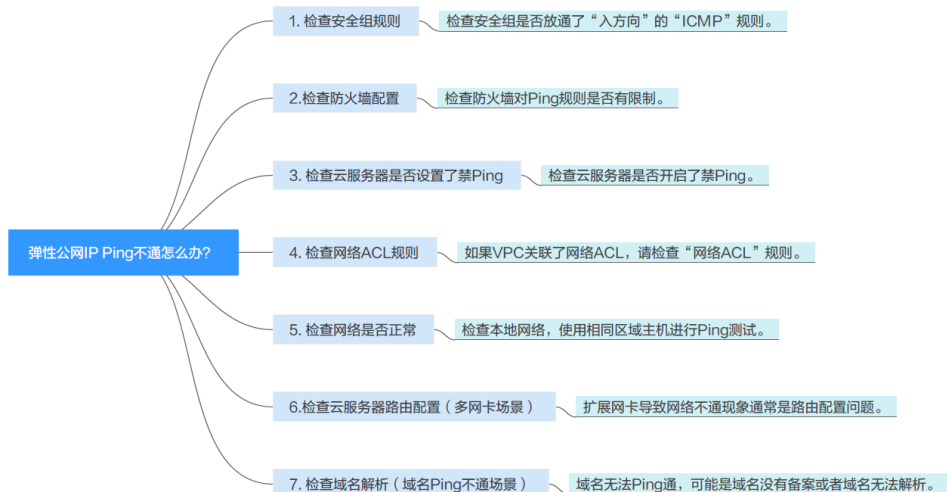 1. 检查安全组规则
检查安全组是否放通了“入方向”的“ICMP”规则。
2.检查防火墙配置
检查防火墙对Ping规则是否有限制。
3. 检查云服务器是否设置了禁Ping
检查云服务器是否开启了禁Ping。
弹性公网IP Ping不通怎么办?
4. 检查网络ACL规则
如果VPC关联了网络ACL，请检查“网络ACL”规则。
5. 检查网络是否正常
检查本地网络，使用相同区域主机进行Ping测试。
6.检查云服务器路由配置（多网卡场景）
扩展网卡导致网络不通现象通常是路由配置问题。
7. 检查域名解析（域名Ping不通场景）
域名无法Ping通，可能是域名没有备案或者域名无法解析。